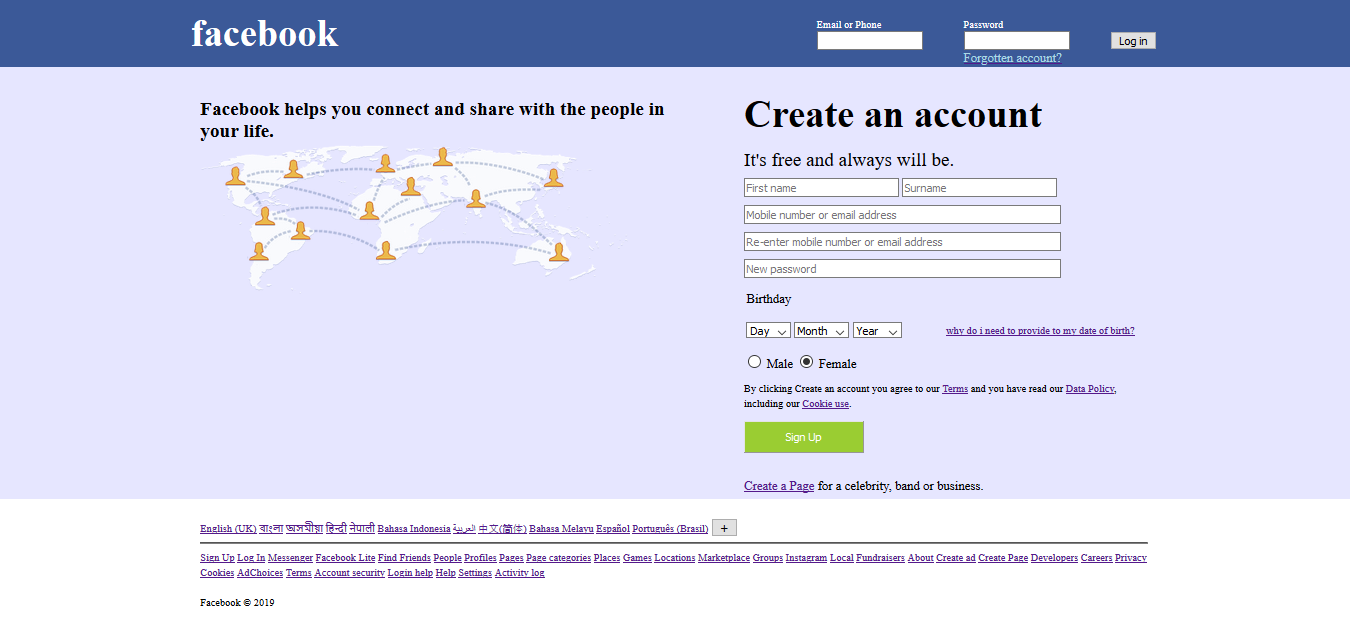 facebook
Email or Phone
Password
Log in
Forgotten account?
Facebook helps you connect and share with the people in
your life.
Create an account
It's free and always will be.
First name
Surname
Mobile number or email address
Re-enter mobile number or email address
New password
Birthday
Day Month Year
why do i need to provide to my date of birth?
Male Female
By clicking Create an account you agree to our Terms and you have read our Data Policy,
including our Cookie use.
Sign Up
Create a Page for a celebrity, band or business.
English (UK) বাংলা অসমীয়া हिन्दी नेपाली Bahasa Indonesia العربية 中文(简体) Bahasa Melayu Español Português (Brasil) +
Sign Up Log In Messenger Facebook Lite Find Friends People Profiles Pages Page categories Places Games Locations Marketplace Groups Instagram Local Fundraisers About Create ad Create Page Developers Careers Privacy
Cookies AdChoices Terms Account security Login help Help Settings Activity log
Facebook © 2019